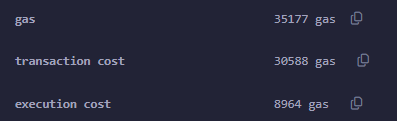 gas 35177 gas
transaction cost 30588 gas
execution cost 8964 gas